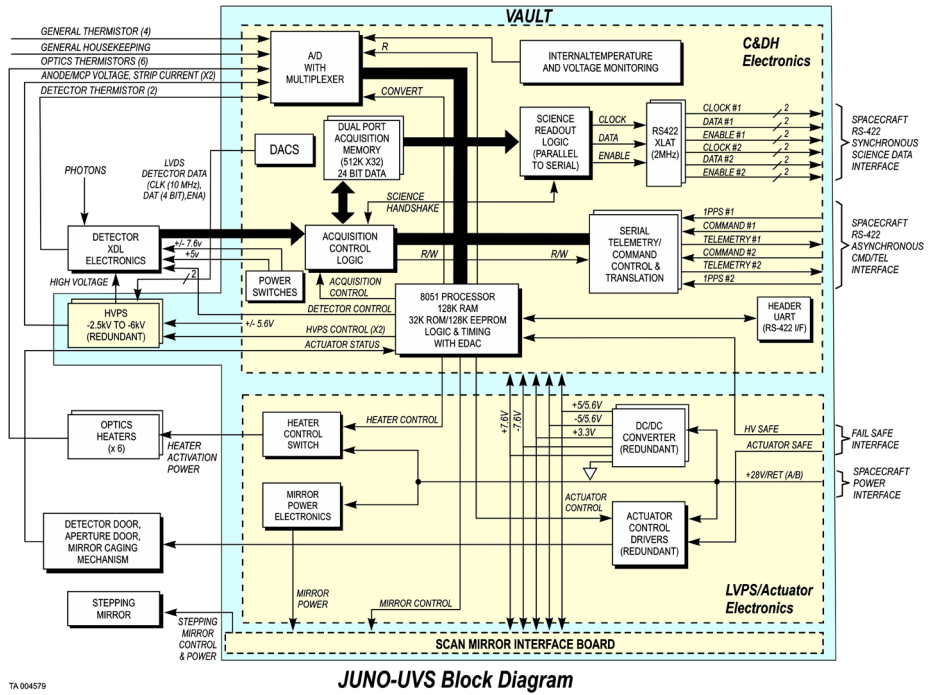 VAULT
GENERAL THERMISTOR (4)
GENERAL HOUSEKEEPING
OPTICS THERMISTORS (6)
ANODE/MCP VOLTAGE, STRIP CURRENT (X2)
DETECTOR THERMISTOR (2)
A/D
WITH
MULTIPLEXER
R
CONVERT
INTERNALTEMPERATURE
AND VOLTAGE MONITORING
C&DH
Electronics
DUAL PORT
ACQUISITION
MEMORY
(512K X32)
24 BIT DATA
DACS
SCIENCE
READOUT
LOGIC
(PARALLEL
TO SERIAL)
CLOCK
DATA
ENABLE
RS422
XLAT
(2MHz)
CLOCK #1
2
DATA #1
2
ENABLE #1
2
CLOCK #2
2
DATA #2
2
ENABLE #2
2
SPACECRAFT
RS-422
SYNCHRONOUS
SCIENCE DATA
INTERFACE
PHOTONS
LVDS
DETECTOR DATA
(CLK (10 MHz),
DAT (4 BIT),ENA)
SCIENCE
HANDSHAKE
DETECTOR
XDL
ELECTRONICS
+/- 7.6v
+5v
2
HIGH VOLTAGE
POWER
SWITCHES
ACQUISITION
CONTROL
LOGIC
R/W
R/W
ACQUISITION
CONTROL
SERIAL
TELEMETRY/
COMMAND
CONTROL &
TRANSLATION
1PPS #1
COMMAND #1
TELEMETRY #1
COMMAND #2
TELEMETRY #2
1PPS #2
SPACECRAFT
RS-422
ASYNCHRONOUS
CMD/TEL
INTERFACE
HVPS
-2.5kV TO -6kV
(REDUNDANT)
DETECTOR CONTROL
+/- 5.6V
HVPS CONTROL (X2)
ACTUATOR STATUS
8051 PROCESSOR
128K RAM
32K ROM/128K EEPROM
LOGIC & TIMING
WITH EDAC
HEADER
UART
(RS-422 I/F)
OPTICS
HEATERS
(x 6)
HEATER
ACTIVATION
POWER
HEATER
CONTROL
SWITCH
HEATER CONTROL
+7.6V
-7.6V
+5/5.6V
-5/5.6V
+3.3V
DC/DC
CONVERTER
(REDUNDANT)
HV SAFE
ACTUATOR SAFE
FAIL SAFE
INTERFACE
+28V/RET (A/B)
SPACECRAFT
POWER
INTERFACE
MIRROR
POWER
ELECTRONICS
ACTUATOR
CONTROL
ACTUATOR
CONTROL
DRIVERS
(REDUNDANT)
DETECTOR DOOR,
APERTURE DOOR,
MIRROR CAGING
MECHANISM
STEPPING
MIRROR
MIRROR
POWER
MIRROR CONTROL
LVPS/Actuator
Electronics
STEPPING
MIRROR
CONTROL
& POWER
SCAN MIRROR INTERFACE BOARD
JUNO-UVS Block Diagram
TA 004579